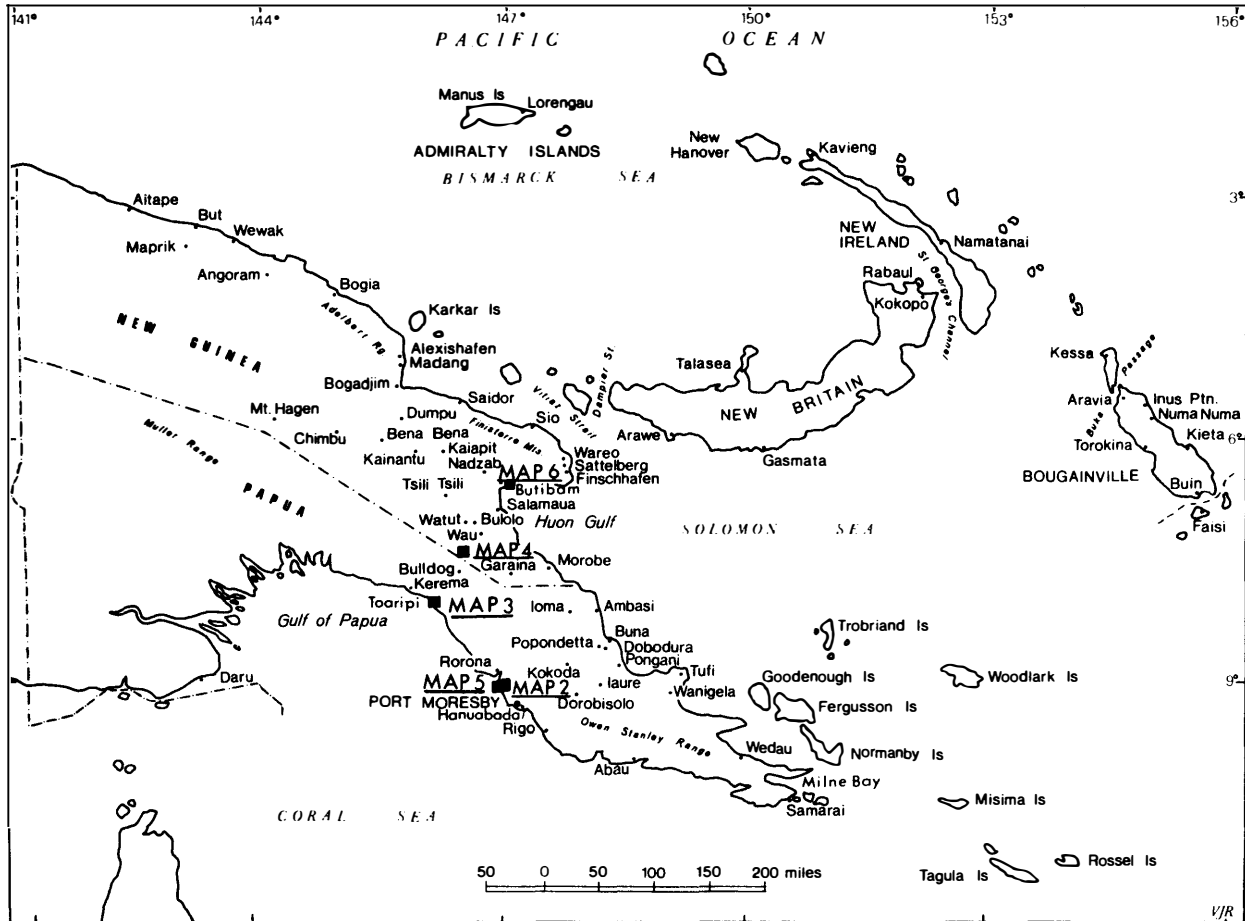 141° 144° 147° 150° 153° 156°
PACIFIC OCEAN
Manus Is
Lorengau
ADMIRALTY ISLANDS
BISMARCK SEA
New
Hanover
Kavieng
3°
Aitape
But
Wewak
Maprik
Angoram
Bogia
NEW
IRELAND
Namatanai
St George's Channel
Rabaul
Kokopo
Karkar Is
Adelbert Rg.
NEW GUINEA
Alexishafen
Madang
Bogadjim
Talasea
Dampier St.
Vitiaz Strait
NEW BRITAIN
Kessa
Buka Passage
Aravia
Inus Ptn.
Numa Numa
Saidor
Mt. Hagen
Dumpu
Finisterre Mts.
Sio
Chimbu
Bena Bena
Arawe
Gasmata
Torokina
Kieta
6°
Muller Range
Kainantu
Kaiapit
Nadzab
Wareo
Sattelberg
Finschhafen
MAP 6
BOUGAINVILLE
Buin
Faisi
Tsili Tsili
Butibam
Salamaua
PAPUA
Watut
Bulolo
Huon Gulf
SOLOMON SEA
Wau
MAP 4
Bulldog
Garaina
Morobe
Kerema
Toaripi
MAP 3
Ioma
Ambasi
Gulf of Papua
Trobriand Is
Buna
Popondetta
Dobodura
Pongani
Rorona
Kokoda
Tufi
Daru
Iaure
Goodenough Is
Woodlark Is
9°
MAP 5
MAP 2
Wanigela
PORT MORESBY
Dorobisolo
Hanuabada
Fergusson Is
Rigo
Owen Stanley Range
Wedau
Normanby Is
Abau
Milne Bay
Samarai
Misima Is
CORAL SEA
Rossel Is
Tagula Is
50 0 50 100 150 200 miles
VJR